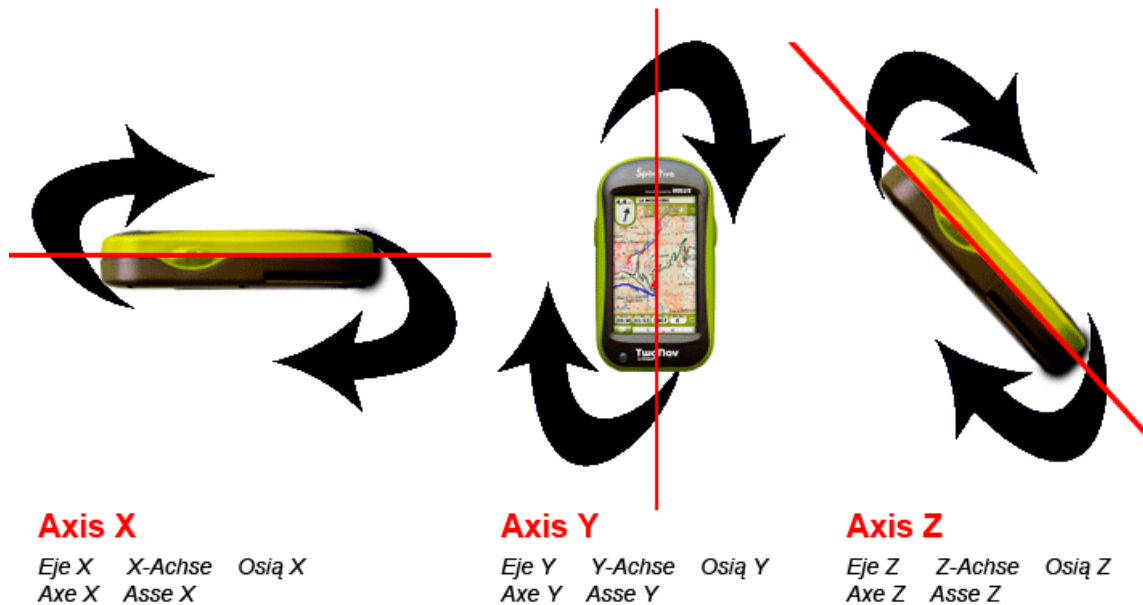 Sportiva
TwoNav
Axis X
Eje X X-Achse Osią X
Axe X Asse X
Axis Y
Eje Y Y-Achse Osią Y
Axe Y Asse Y
Axis Z
Eje Z Z-Achse Osią Z
Axe Z Asse Z